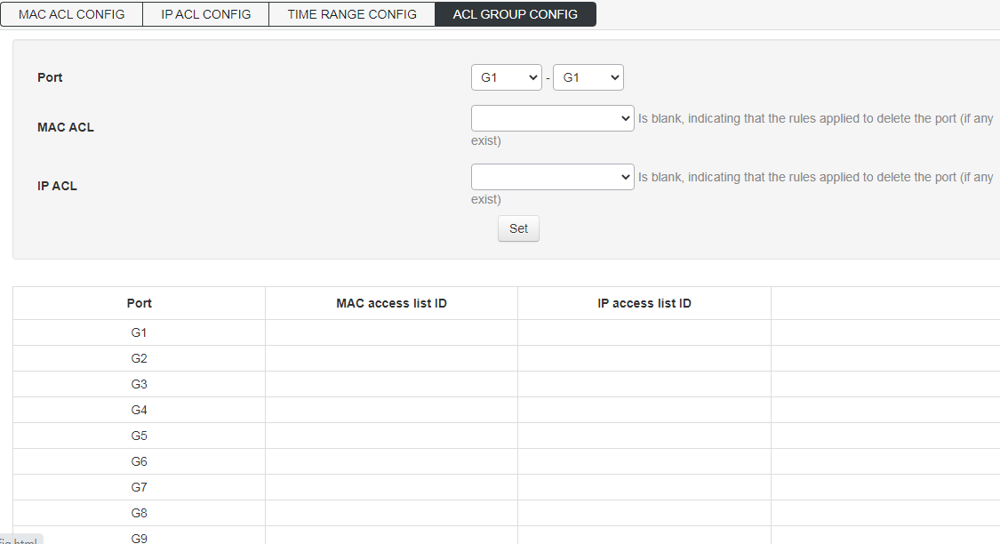 MAC ACL CONFIG IP ACL CONFIG TIME RANGE CONFIG ACL GROUP CONFIG
Port G1 - G1
MAC ACL Is blank, indicating that the rules applied to delete the port (if any
exist)
IP ACL Is blank, indicating that the rules applied to delete the port (if any
exist)
Set
Port MAC access list ID IP access list ID
G1
G2
G3
G4
G5
G6
G7
G8
G9